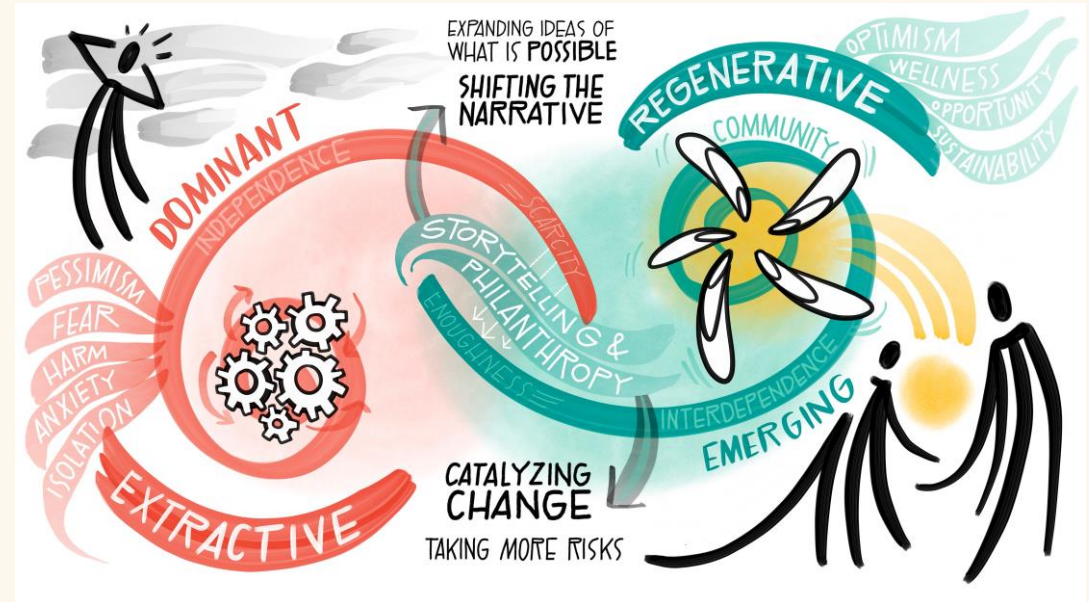 EXPANDING IDEAS OF
WHAT IS POSSIBLE
SHIFTING THE
NARRATIVE
DOMINANT
INDEPENDENCE
SCARCITY
PESSIMISM
FEAR
HARM
ANXIETY
ISOLATION
EXTRACTIVE
STORYTELLING &
PHILANTHROPY
ENOUGHNESS
REGENERATIVE
COMMUNITY
OPTIMISM
WELLNESS
OPPORTUNITY
SUSTAINABILITY
INTERDEPENDENCE
EMERGING
CATALYZING
CHANGE
TAKING MORE RISKS